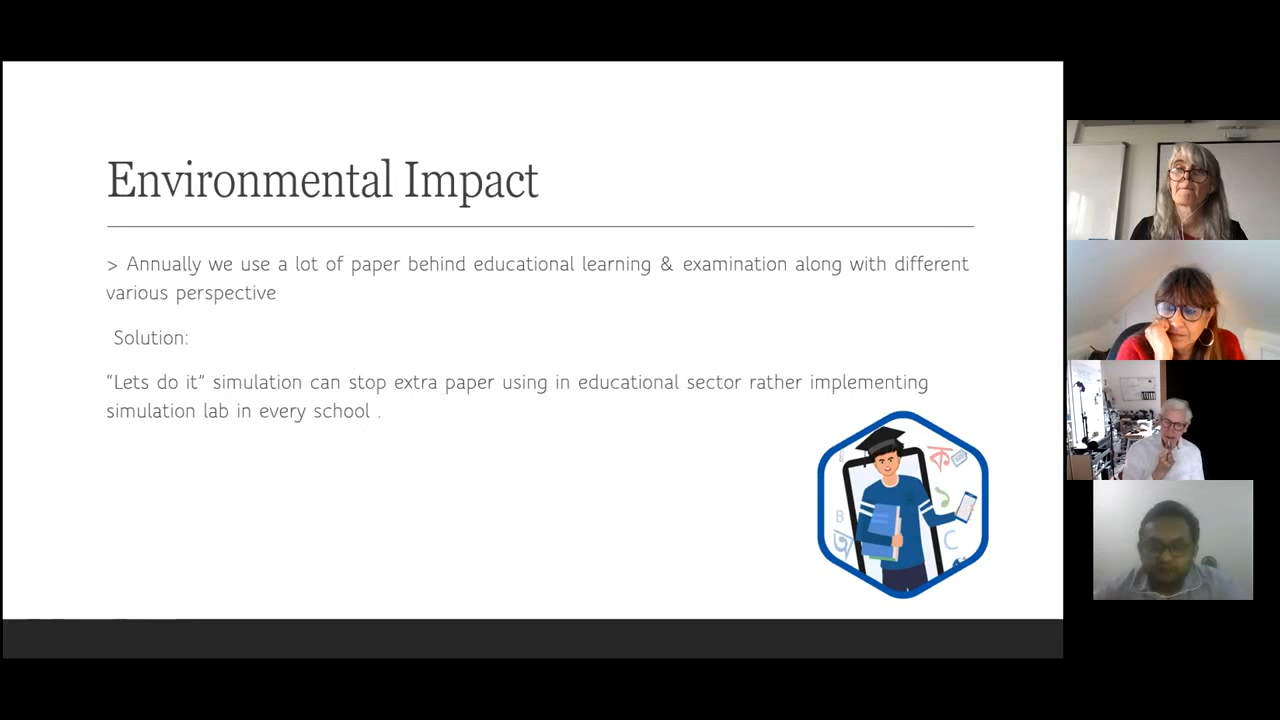 Environmental Impact
> Annually we use a lot of paper behind educational learning & examination along with different
various perspective
Solution:
“Lets do it” simulation can stop extra paper using in educational sector rather implementing
simulation lab in every school .
ক
B
অ
C